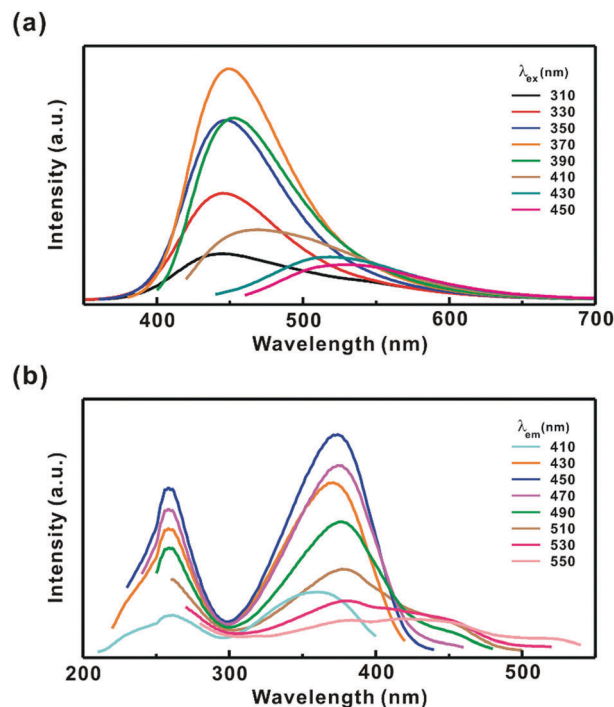 (a)
Intensity (a.u.)
λex(nm)
310
330
350
370
390
410
430
450
400 500 600 700
Wavelength (nm)
(b)
Intensity (a.u.)
λem(nm)
410
430
450
470
490
510
530
550
200 300 400 500
Wavelength (nm)